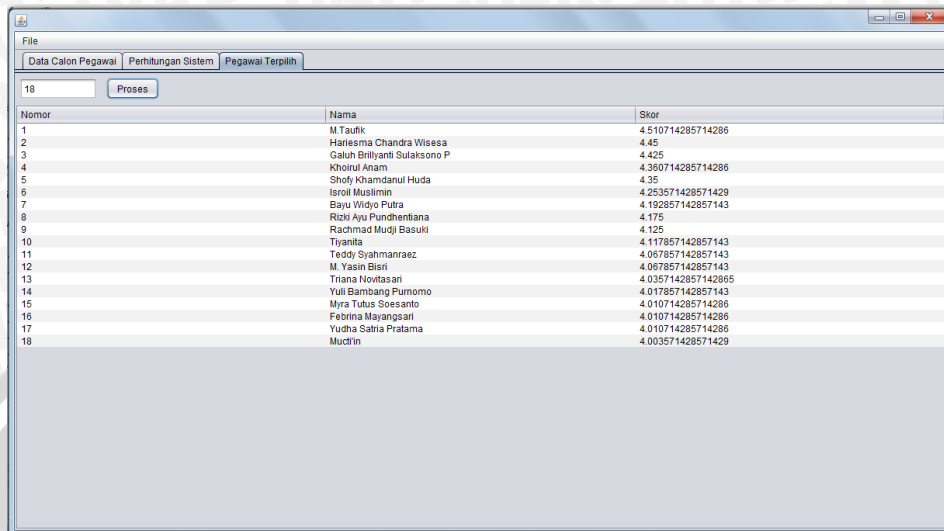 File
Data Calon Pegawai Perhitungan Sistem Pegawai Terpilih
18 Proses
Nomor Nama Skor
1 M.Taufik 4.510714285714286
2 Hariesma Chandra Wisesa 4.45
3 Galuh Brillyanti Sulaksono P 4.425
4 Khoirul Anam 4.360714285714286
5 Shofy Khamdanul Huda 4.35
6 Isroil Muslimin 4.253571428571429
7 Bayu Widyo Putra 4.192857142857143
8 Rizki Ayu Pundhentiana 4.175
9 Rachmad Mudji Basuki 4.125
10 Tiyanita 4.117857142857143
11 Teddy Syahmanraez 4.067857142857143
12 M. Yasin Bisri 4.067857142857143
13 Triana Novitasari 4.0357142857142865
14 Yuli Bambang Purnomo 4.017857142857143
15 Myra Tutus Soesanto 4.010714285714286
16 Febrina Mayangsari 4.010714285714286
17 Yudha Satria Pratama 4.010714285714286
18 Mucti'in 4.003571428571429